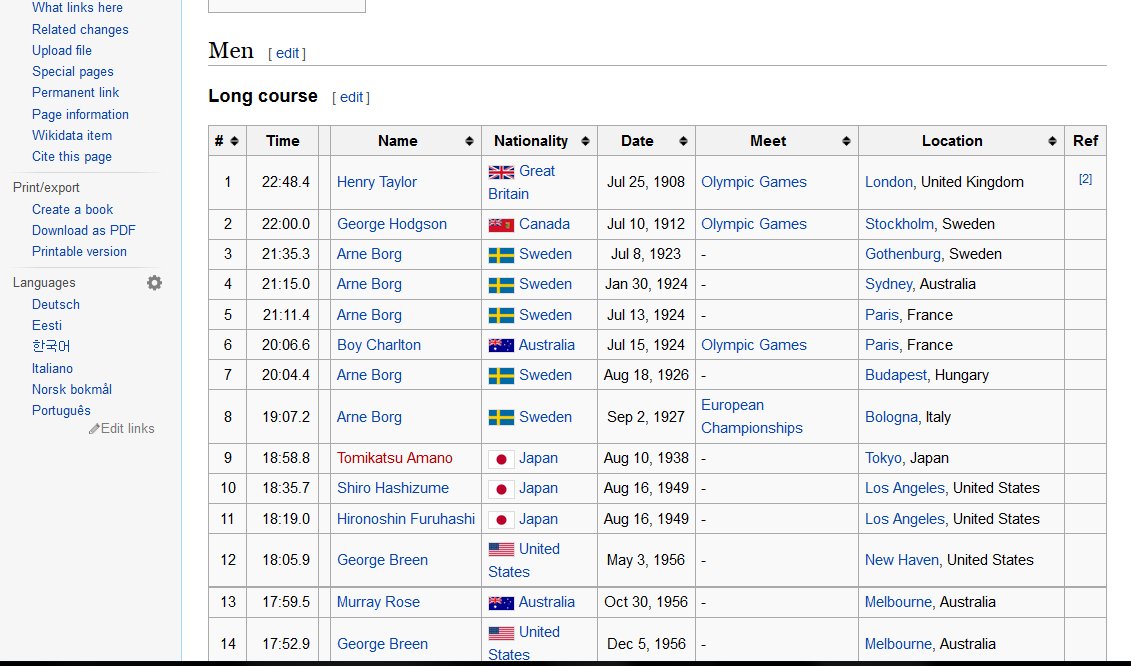 What links here
Related changes
Upload file
Special pages
Permanent link
Page information
Wikidata item
Cite this page
Print/export
Create a book
Download as PDF
Printable version
Languages
Deutsch
Eesti
한국어
Italiano
Norsk bokmål
Português
Edit links
Men [ edit ]
Long course [ edit ]
# Time Name Nationality Date Meet Location Ref
1 22:48.4 Henry Taylor Great Britain Jul 25, 1908 Olympic Games London, United Kingdom [2]
2 22:00.0 George Hodgson Canada Jul 10, 1912 Olympic Games Stockholm, Sweden
3 21:35.3 Arne Borg Sweden Jul 8, 1923 - Gothenburg, Sweden
4 21:15.0 Arne Borg Sweden Jan 30, 1924 - Sydney, Australia
5 21:11.4 Arne Borg Sweden Jul 13, 1924 - Paris, France
6 20:06.6 Boy Charlton Australia Jul 15, 1924 Olympic Games Paris, France
7 20:04.4 Arne Borg Sweden Aug 18, 1926 - Budapest, Hungary
8 19:07.2 Arne Borg Sweden Sep 2, 1927 European Championships Bologna, Italy
9 18:58.8 Tomikatsu Amano Japan Aug 10, 1938 - Tokyo, Japan
10 18:35.7 Shiro Hashizume Japan Aug 16, 1949 - Los Angeles, United States
11 18:19.0 Hironoshin Furuhashi Japan Aug 16, 1949 - Los Angeles, United States
12 18:05.9 George Breen United States May 3, 1956 - New Haven, United States
13 17:59.5 Murray Rose Australia Oct 30, 1956 - Melbourne, Australia
14 17:52.9 George Breen United States Dec 5, 1956 - Melbourne, Australia